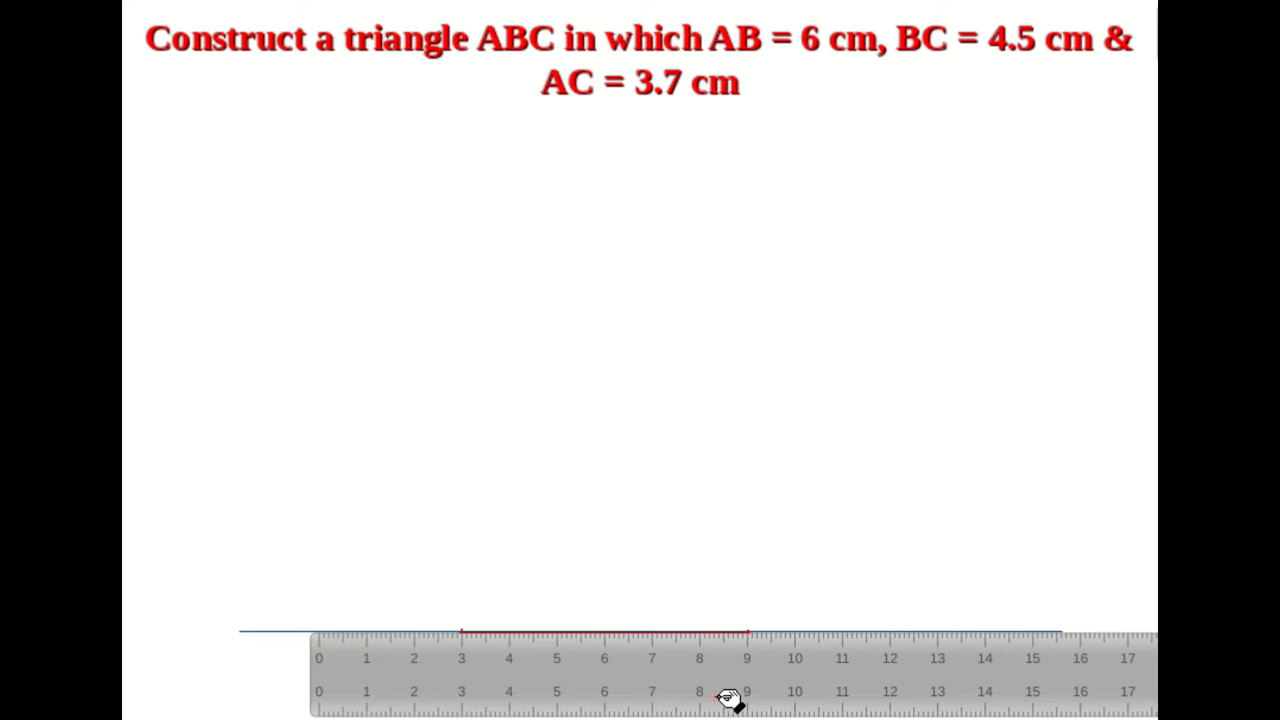 Construct a triangle ABC in which AB = 6 cm, BC = 4.5 cm &
AC = 3.7 cm
0 1 2 3 4 5 6 7 8 9 10 11 12 13 14 15 16 17
0 1 2 3 4 5 6 7 8 9 10 11 12 13 14 15 16 17